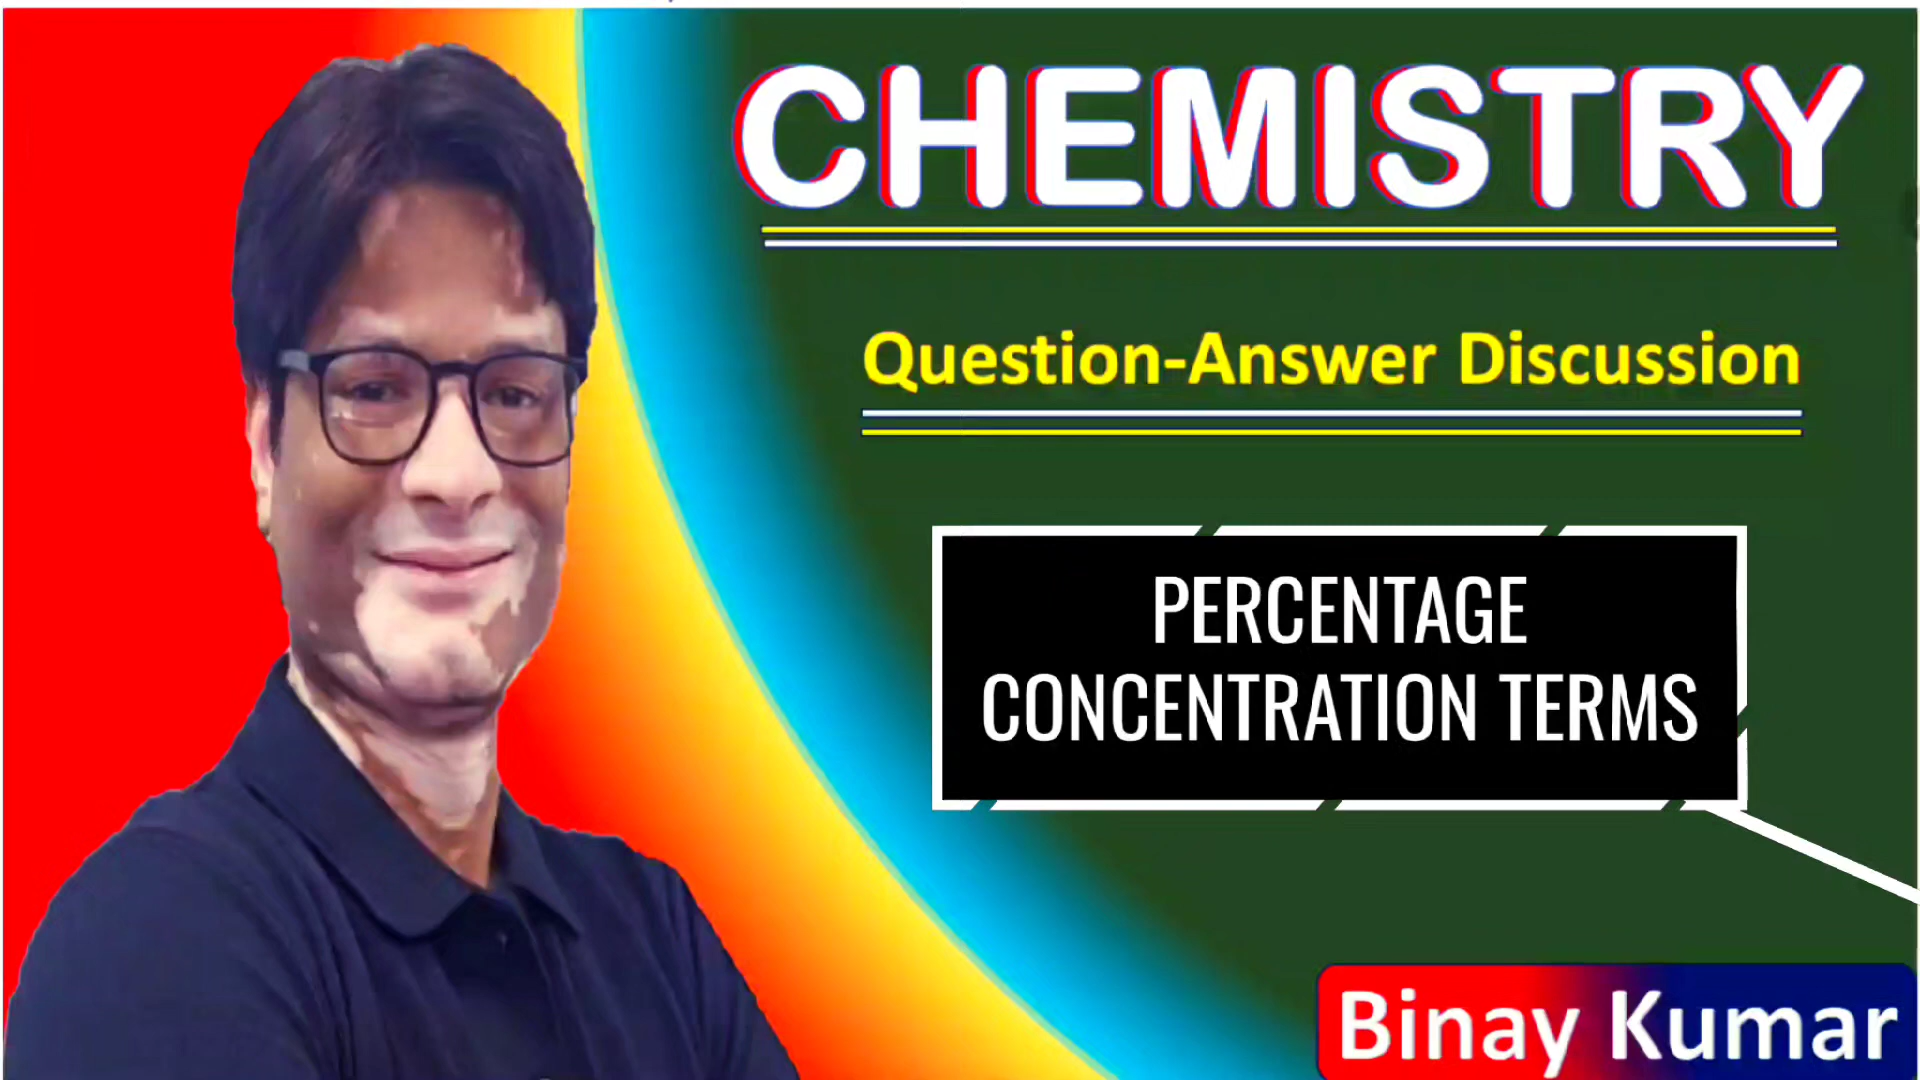 CHEMISTRY
Question-Answer Discussion
PERCENTAGE
CONCENTRATION TERMS
Binay Kumar